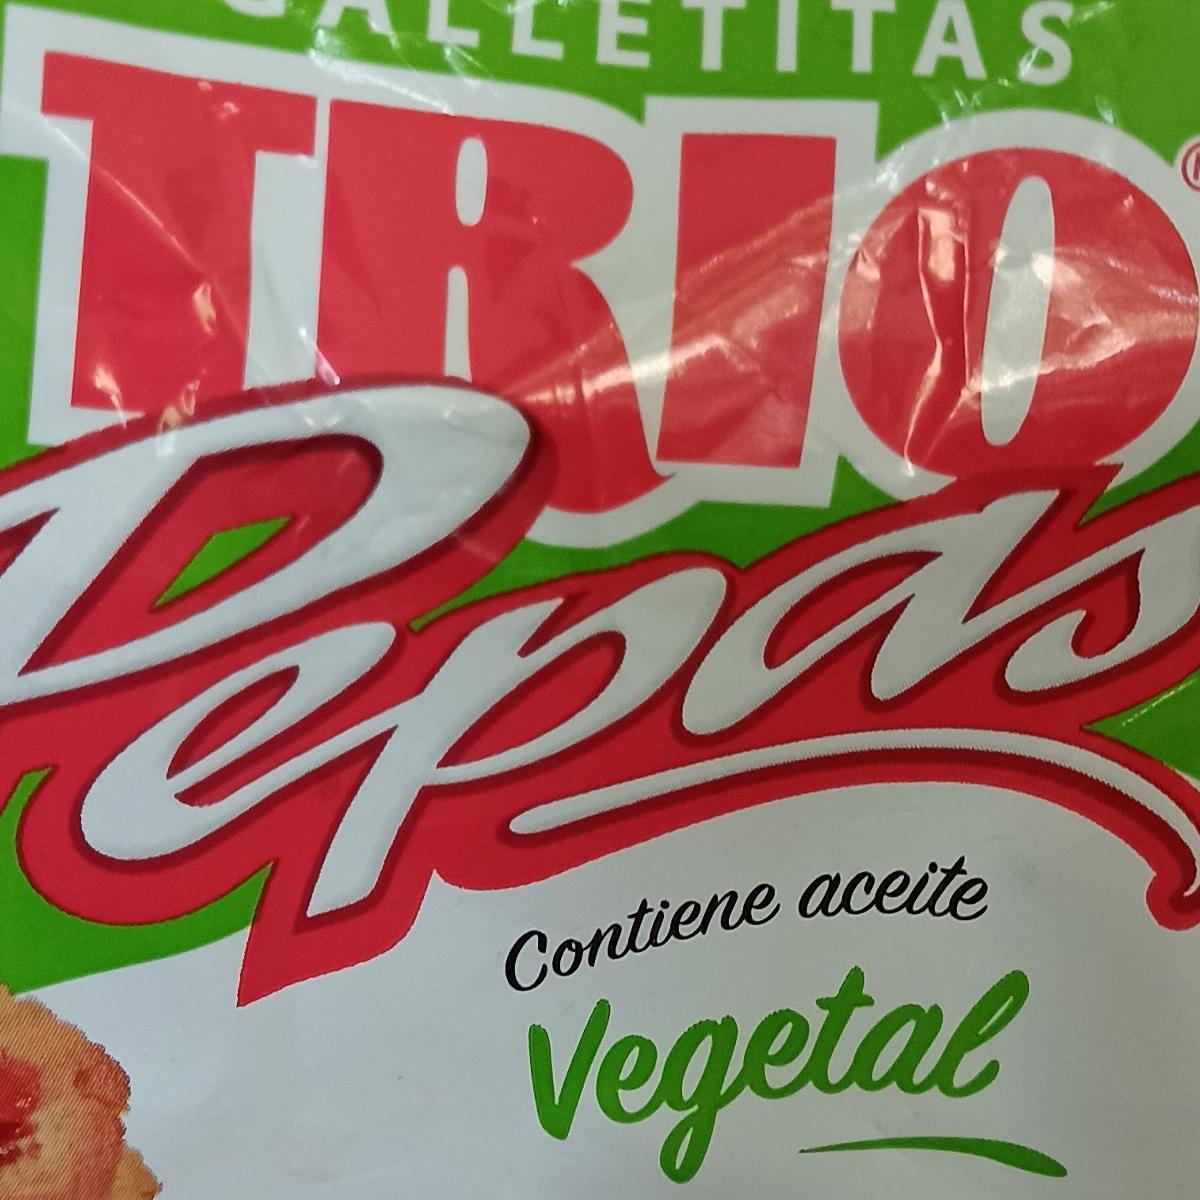 GALLETITAS
TRIO
Pepas
Contiene aceite
Vegetal